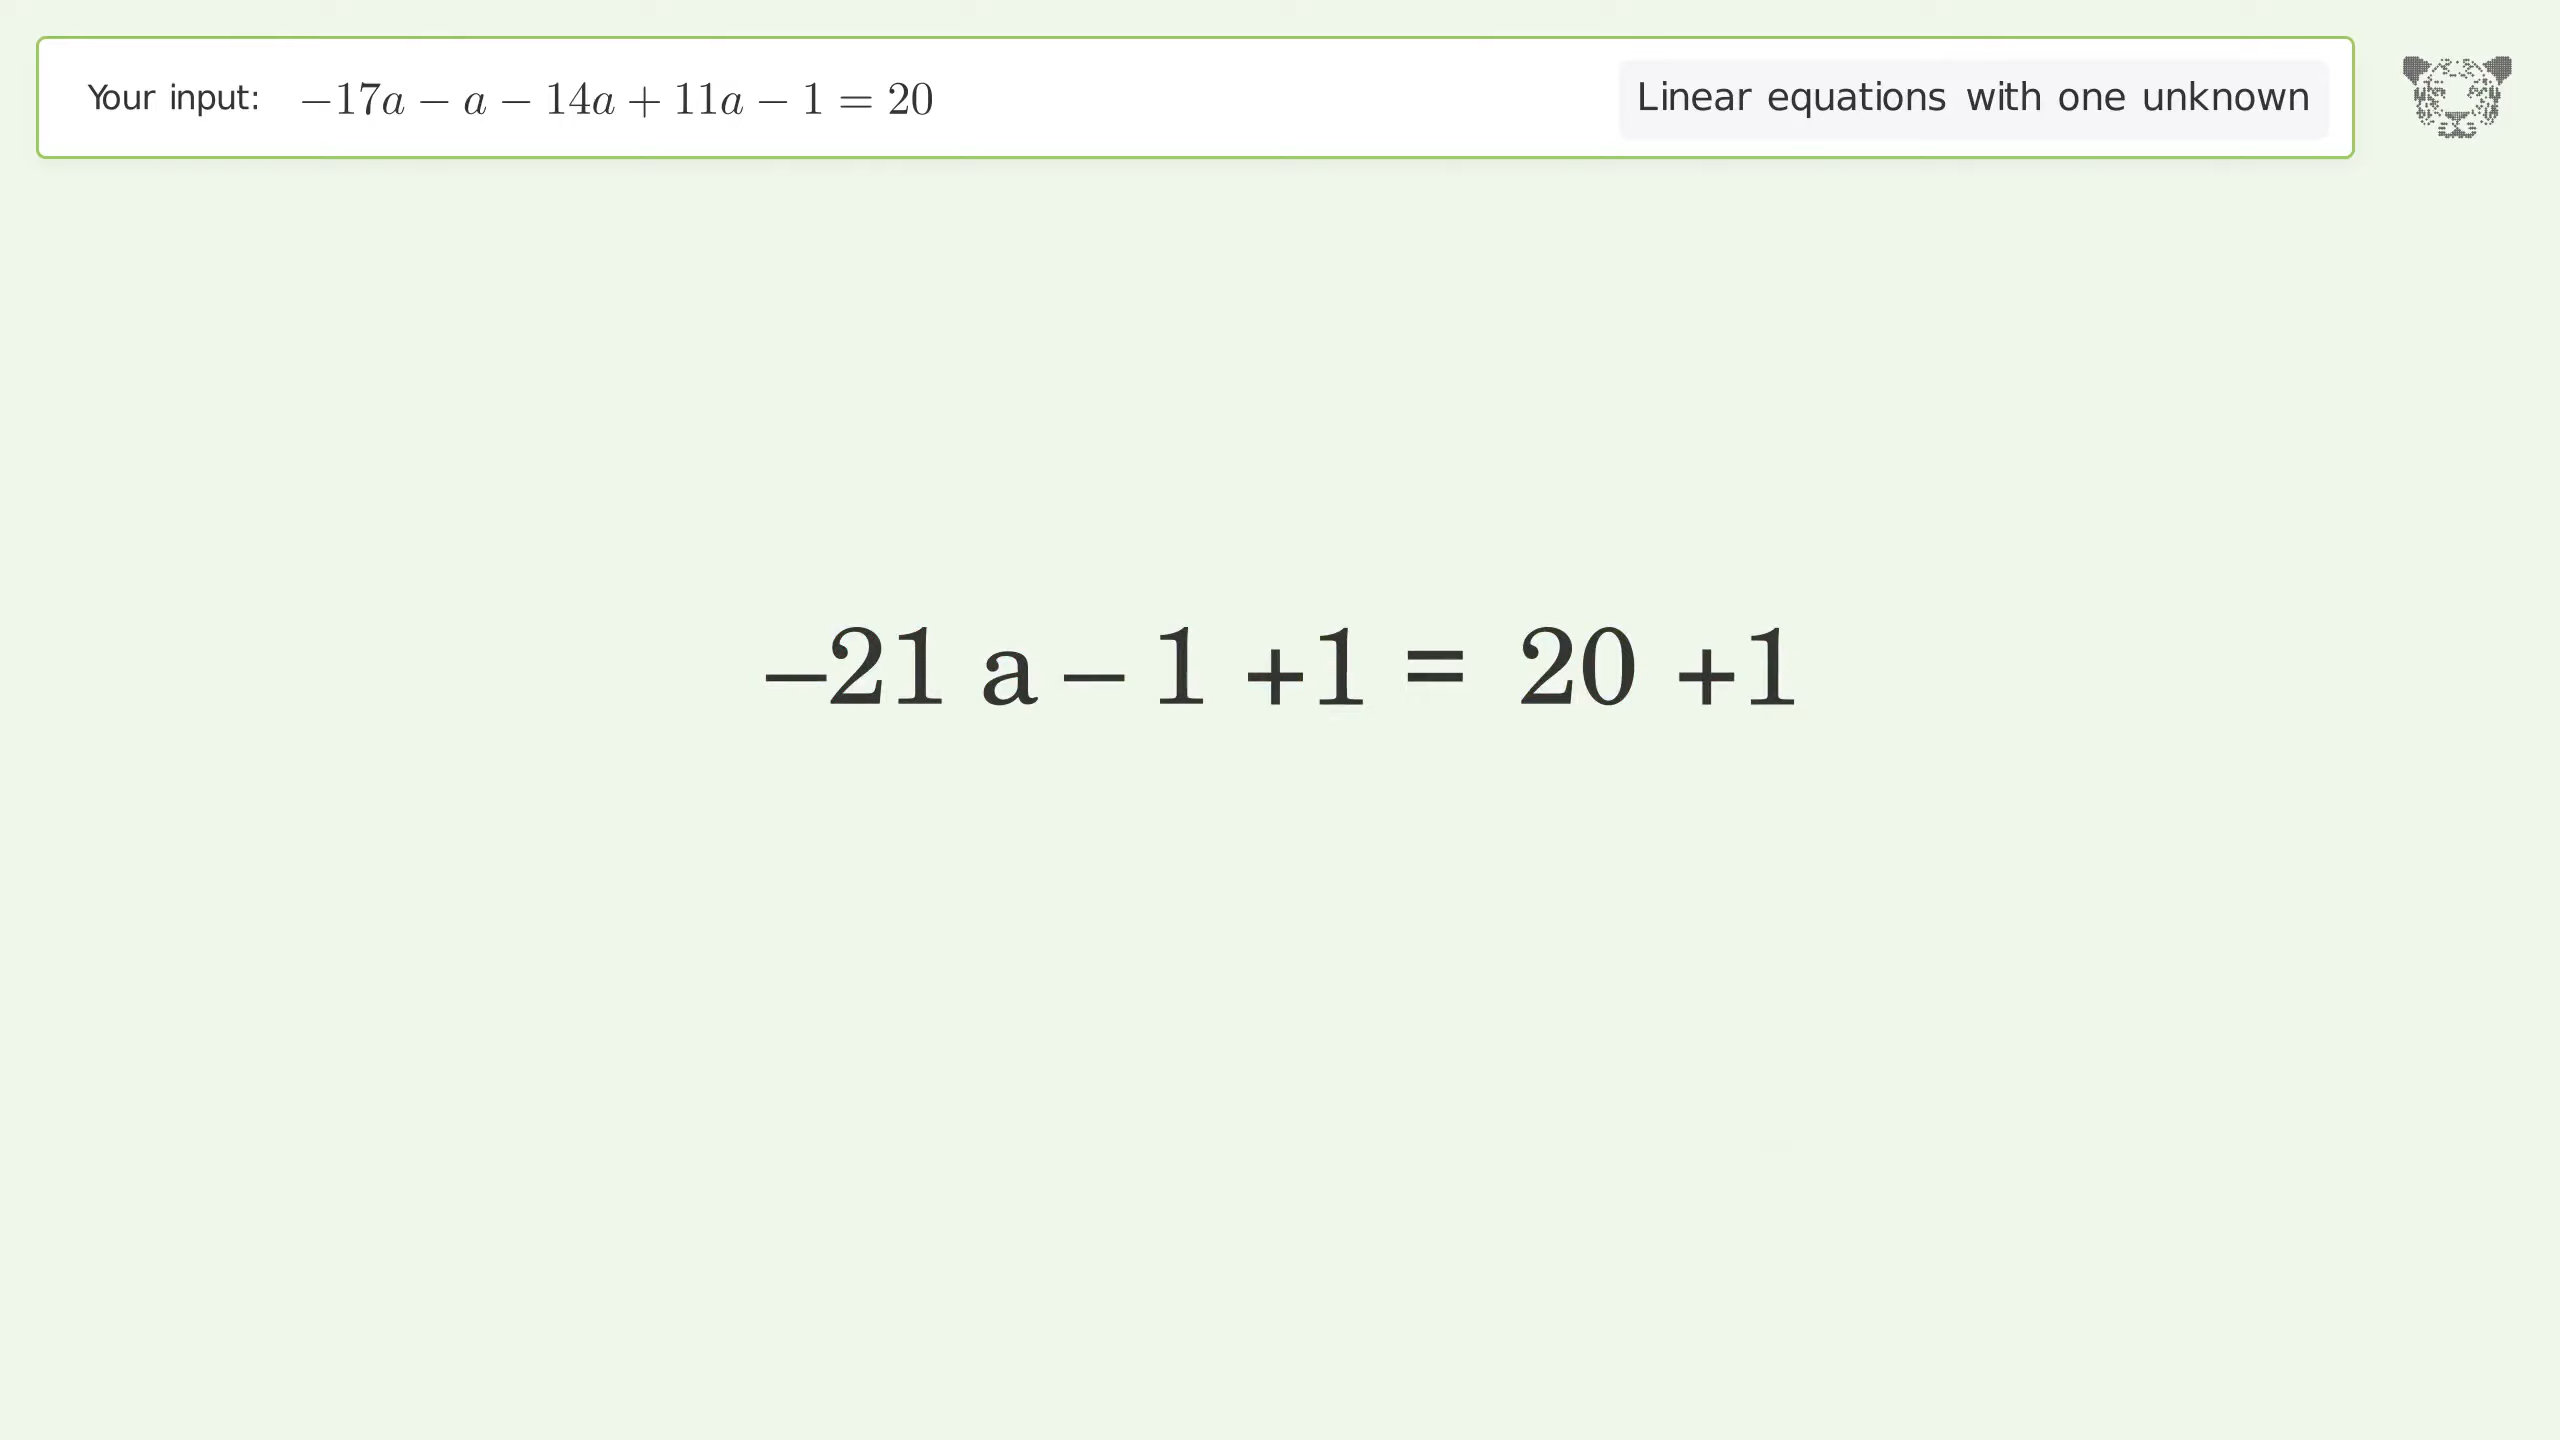 Your input: −17a − a − 14a + 11a − 1 = 20
Linear equations with one unknown
−21 a − 1 +1 = 20 +1